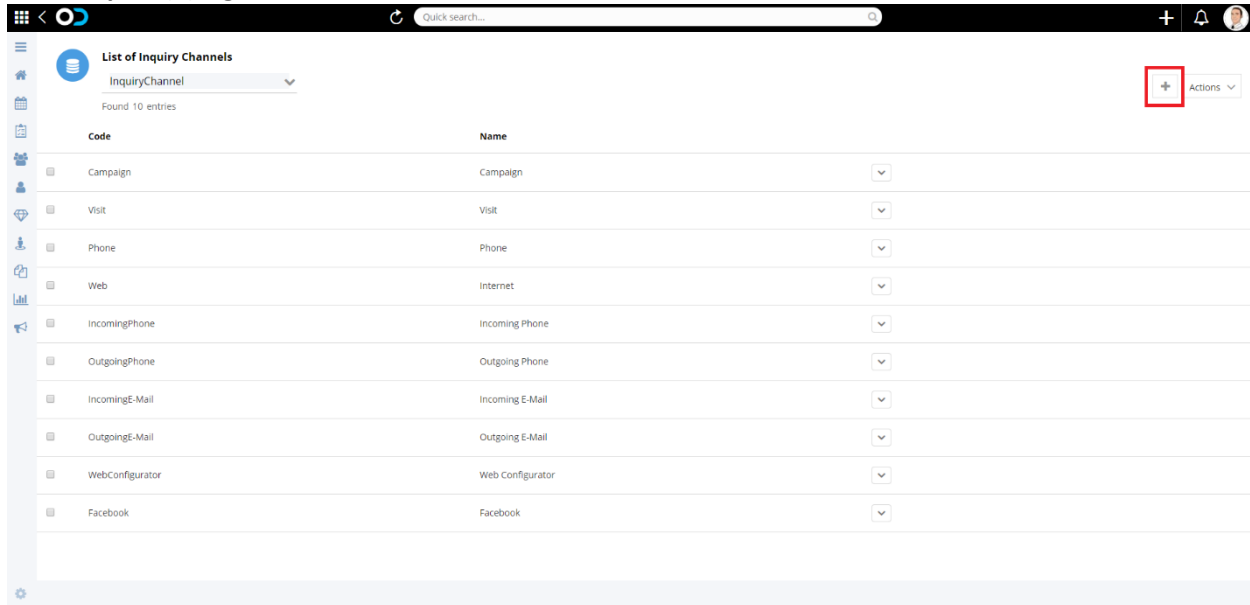 Quick search...
List of Inquiry Channels
InquiryChannel
Actions
Found 10 entries
Code Name
Campaign Campaign
Visit Visit
Phone Phone
Web Internet
IncomingPhone Incoming Phone
OutgoingPhone Outgoing Phone
IncomingE-Mail Incoming E-Mail
OutgoingE-Mail Outgoing E-Mail
WebConfigurator Web Configurator
Facebook Facebook